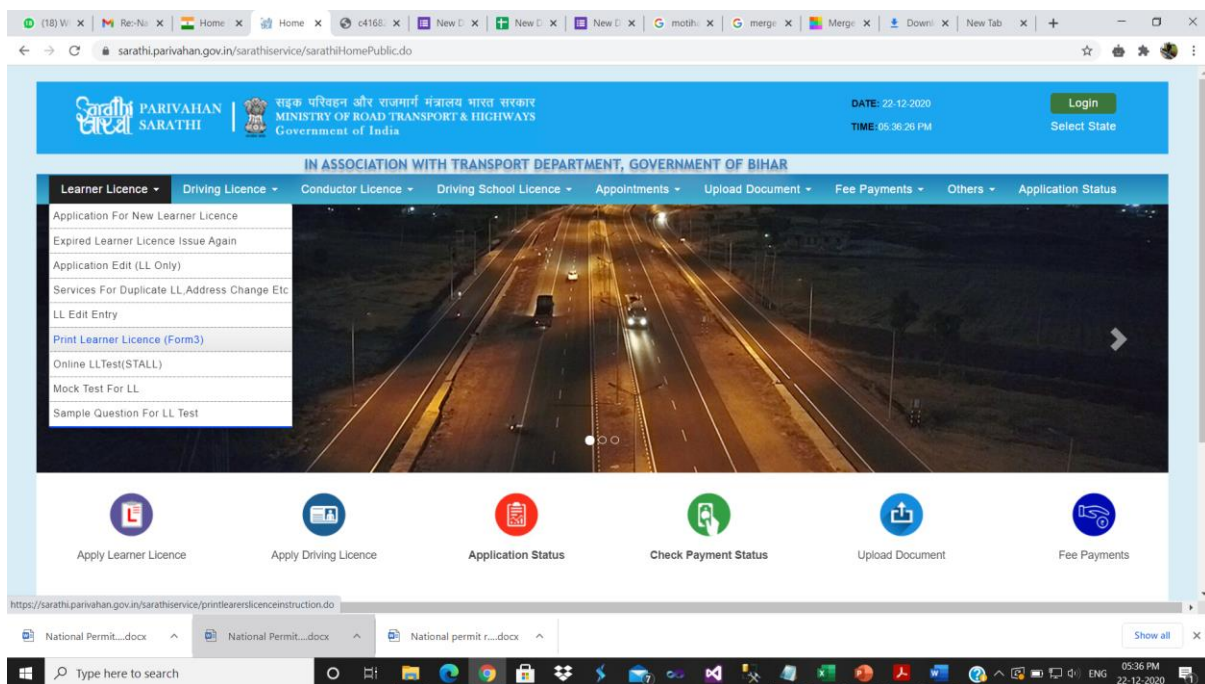 (18) W
Re:-Na
Home
Home
c4168
New D
New D
New D
motih
merge
Merge
Downl
New Tab
sarathi.parivahan.gov.in/sarathiservice/sarathiHomePublic.do
Sarathi
सारथी
PARIVAHAN
SARATHI
सड़क परिवहन और राजमार्ग मंत्रालय भारत सरकार
MINISTRY OF ROAD TRANSPORT & HIGHWAYS
Government of India
DATE: 22-12-2020
TIME: 05:36:26 PM
Login
Select State
IN ASSOCIATION WITH TRANSPORT DEPARTMENT, GOVERNMENT OF BIHAR
Learner Licence Driving Licence Conductor Licence Driving School Licence Appointments Upload Document Fee Payments Others Application Status
Application For New Learner Licence
Expired Learner Licence Issue Again
Application Edit (LL Only)
Services For Duplicate LL,Address Change Etc
LL Edit Entry
Print Learner Licence (Form3)
Online LLTest(STALL)
Mock Test For LL
Sample Question For LL Test
L
Apply Learner Licence Apply Driving Licence Application Status Check Payment Status Upload Document Fee Payments
https://sarathi.parivahan.gov.in/sarathiservice/printlearerslicenceinstruction.do
National Permit....docx National Permit....docx National permit r....docx Show all
Type here to search
ENG
05:36 PM
22-12-2020